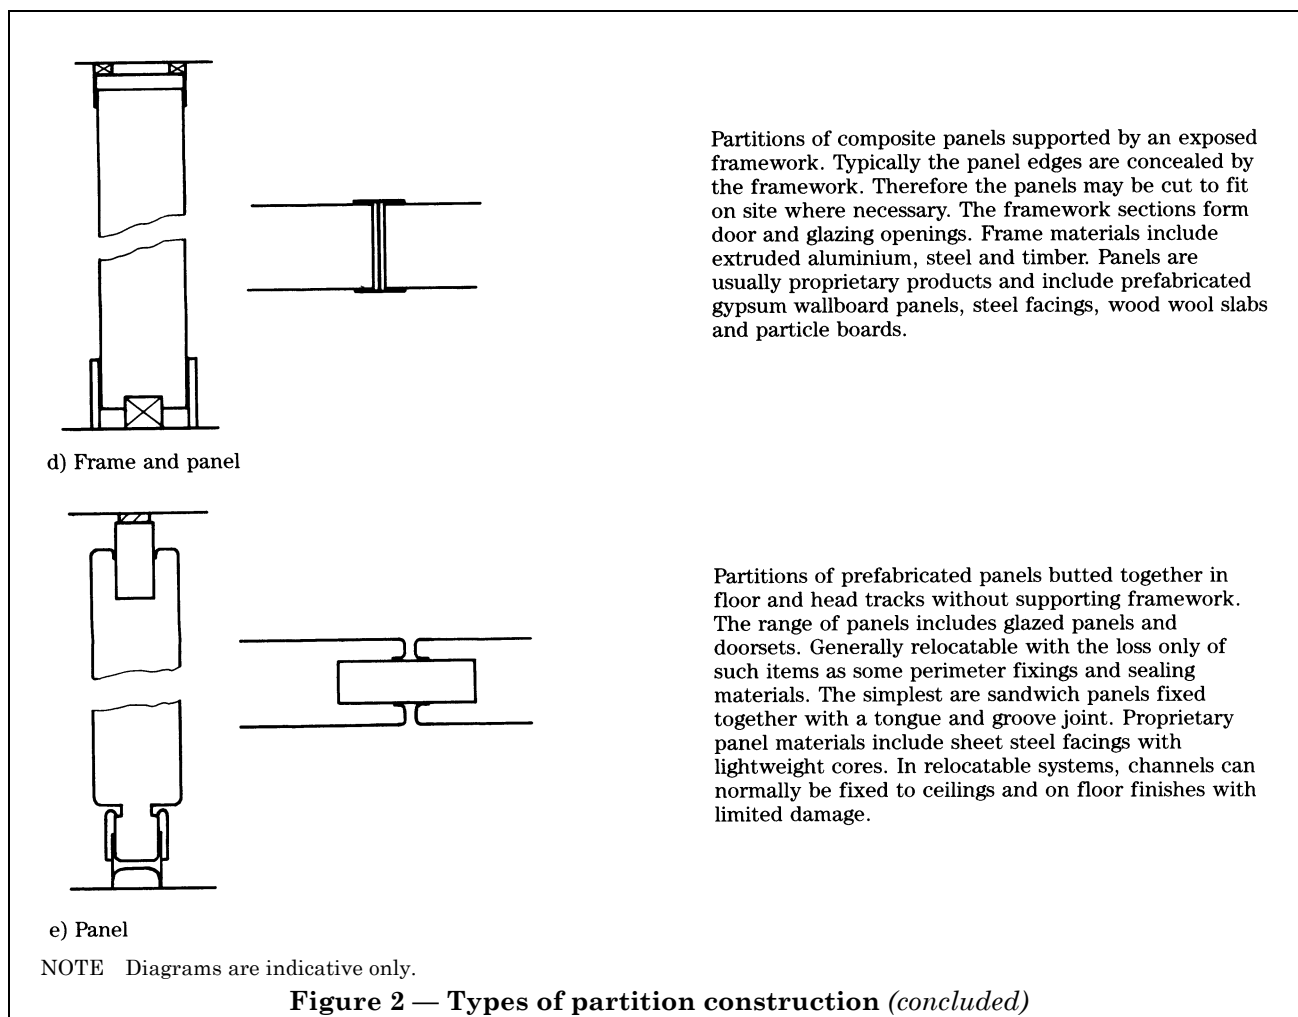 Partitions of composite panels supported by an exposed
framework. Typically the panel edges are concealed by
the framework. Therefore the panels may be cut to fit
on site where necessary. The framework sections form
door and glazing openings. Frame materials include
extruded aluminium, steel and timber. Panels are
usually proprietary products and include prefabricated
gypsum wallboard panels, steel facings, wood wool slabs
and particle boards.
d) Frame and panel
Partitions of prefabricated panels butted together in
floor and head tracks without supporting framework.
The range of panels includes glazed panels and
doorsets. Generally relocatable with the loss only of
such items as some perimeter fixings and sealing
materials. The simplest are sandwich panels fixed
together with a tongue and groove joint. Proprietary
panel materials include sheet steel facings with
lightweight cores. In relocatable systems, channels can
normally be fixed to ceilings and on floor finishes with
limited damage.
e) Panel
NOTE Diagrams are indicative only.
Figure 2 — Types of partition construction (concluded)